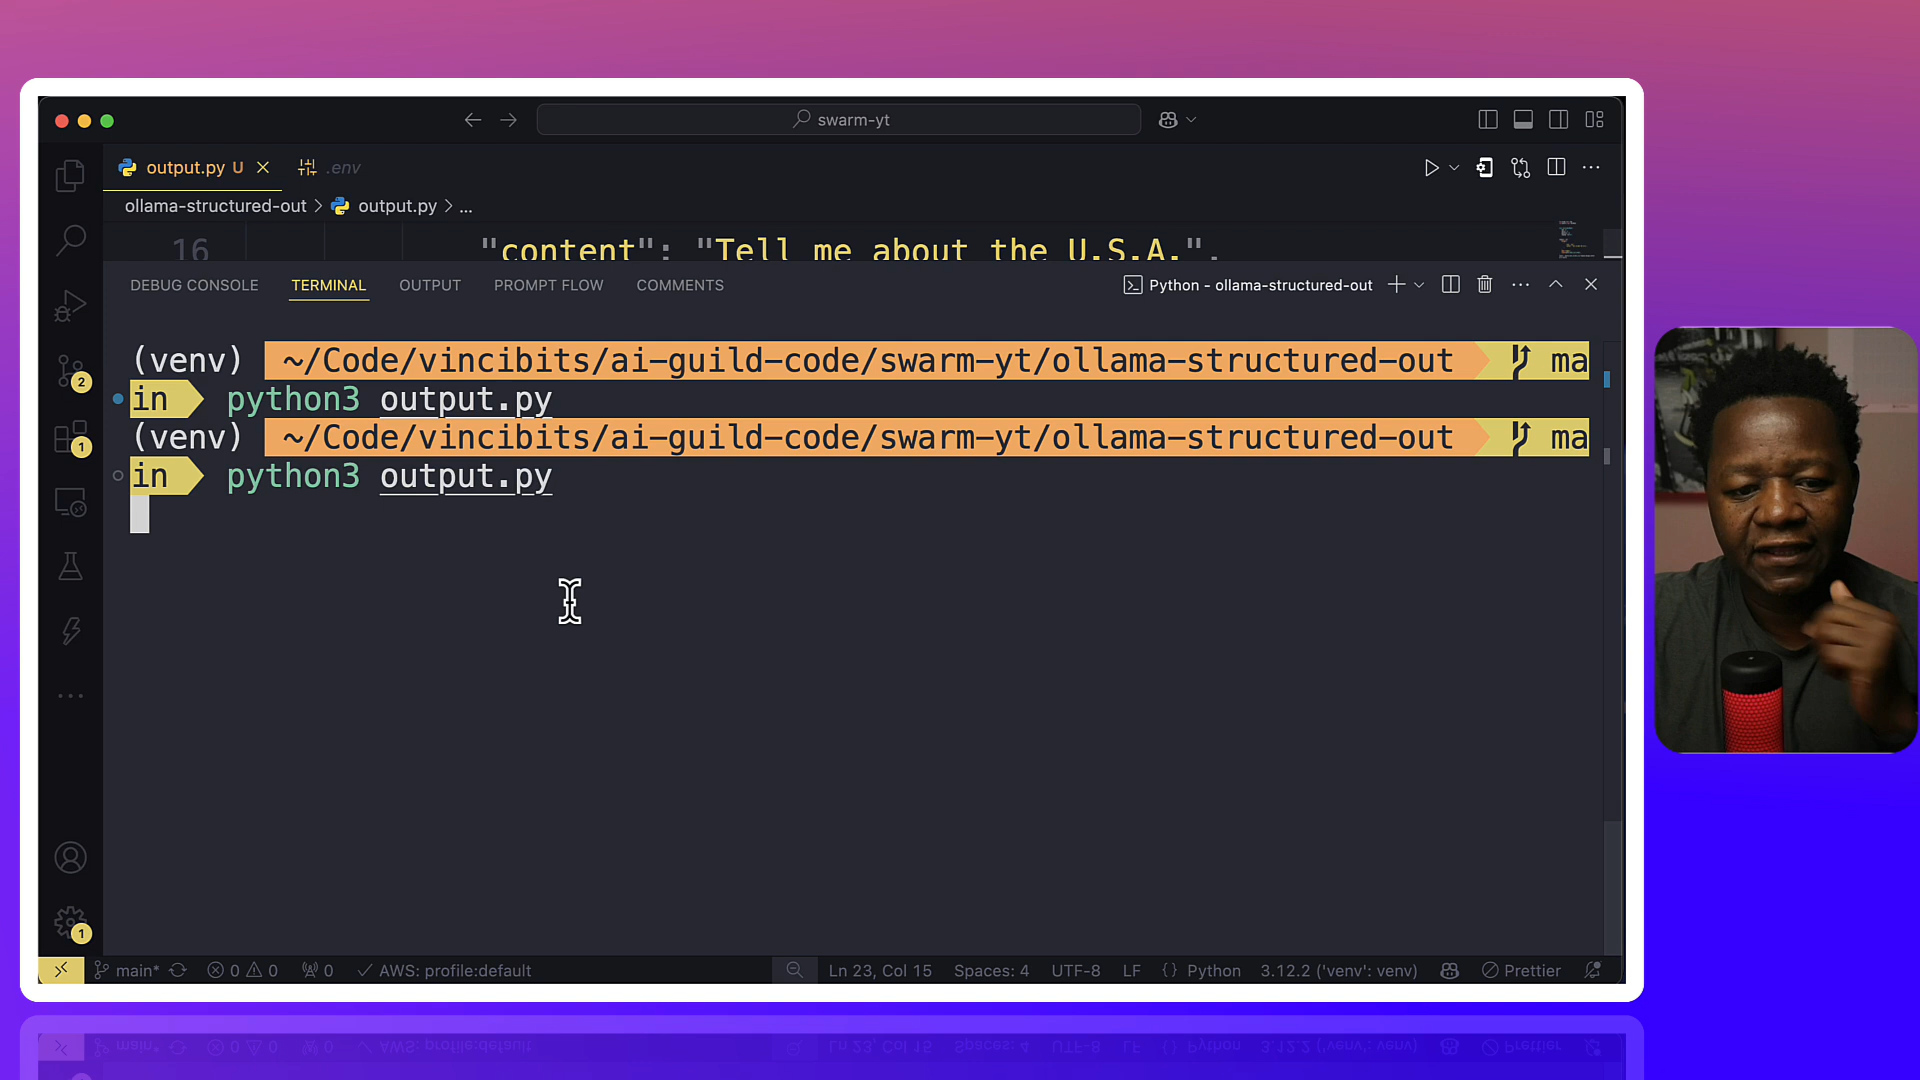 swarm-yt
output.py U
.env
ollama-structured-out > output.py > ...
16 "content": "Tell me about the U.S.A.",
DEBUG CONSOLE TERMINAL OUTPUT PROMPT FLOW COMMENTS Python - ollama-structured-out
(venv) ~/Code/vincibits/ai-guild-code/swarm-yt/ollama-structured-out ma
in python3 output.py
(venv) ~/Code/vincibits/ai-guild-code/swarm-yt/ollama-structured-out ma
in python3 output.py
2
1
1
main* 0 0 0 AWS: profile:default Ln 23, Col 15 Spaces: 4 UTF-8 LF {} Python 3.12.2 ('venv': venv) Prettier